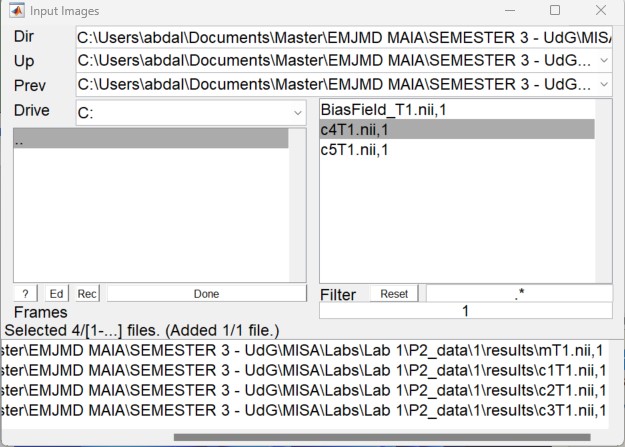 Input Images
Dir C:\Users\abdal\Documents\Master\EMJMD MAIA\SEMESTER 3 - UdG\MISA
Up C:\Users\abdal\Documents\Master\EMJMD MAIA\SEMESTER 3 - UdG...
Prev C:\Users\abdal\Documents\Master\EMJMD MAIA\SEMESTER 3 - UdG...
Drive C:
..
BiasField_T1.nii,1
c4T1.nii,1
c5T1.nii,1
? Ed Rec Done
Filter Reset .*
Frames 1
Selected 4/[1-...] files. (Added 1/1 file.)
ster\EMJMD MAIA\SEMESTER 3 - UdG\MISA\Labs\Lab 1\P2_data\1\results\mT1.nii,1
ster\EMJMD MAIA\SEMESTER 3 - UdG\MISA\Labs\Lab 1\P2_data\1\results\c1T1.nii,1
ster\EMJMD MAIA\SEMESTER 3 - UdG\MISA\Labs\Lab 1\P2_data\1\results\c2T1.nii,1
ster\EMJMD MAIA\SEMESTER 3 - UdG\MISA\Labs\Lab 1\P2_data\1\results\c3T1.nii,1